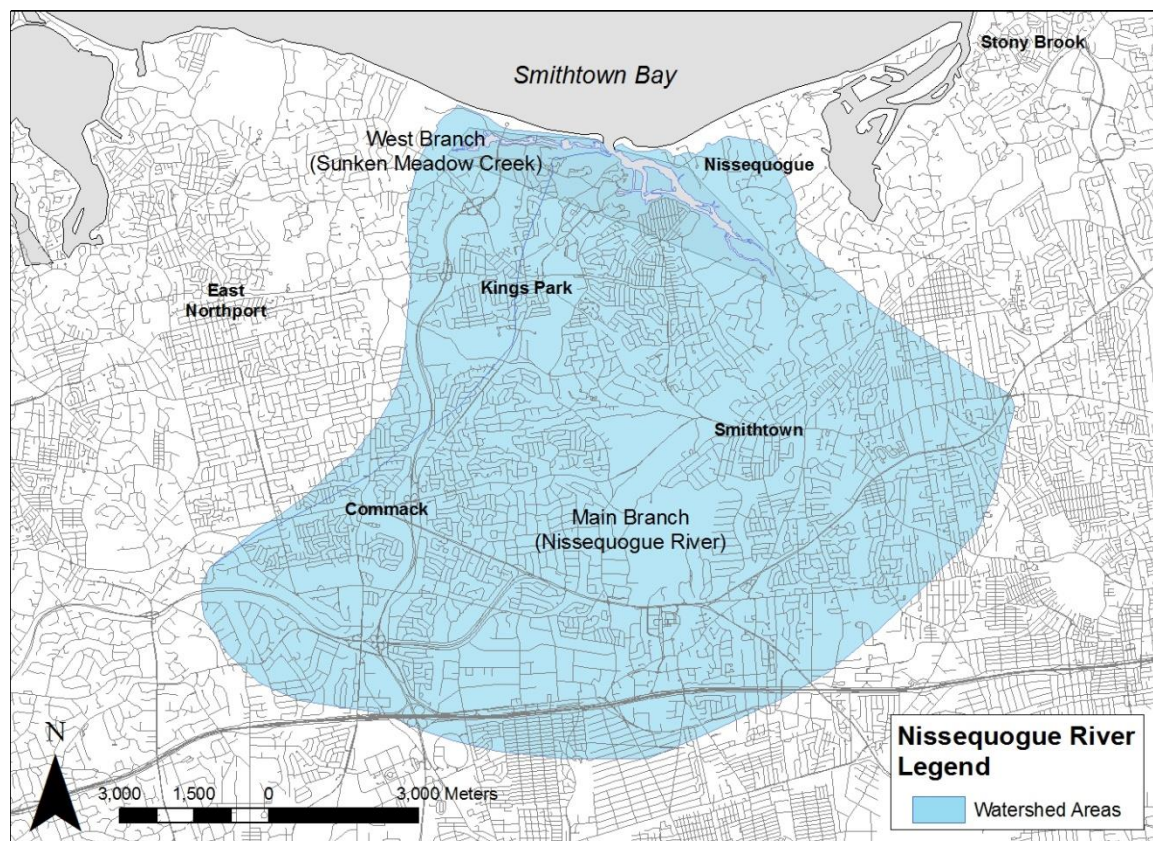 Stony Brook
Smithtown Bay
West Branch
(Sunken Meadow Creek)
Nissequogue
East
Northport
Kings Park
Smithtown
Commack
Main Branch
(Nissequogue River)
N
3,000 1,500 0 3,000 Meters
Nissequogue River
Legend
Watershed Areas